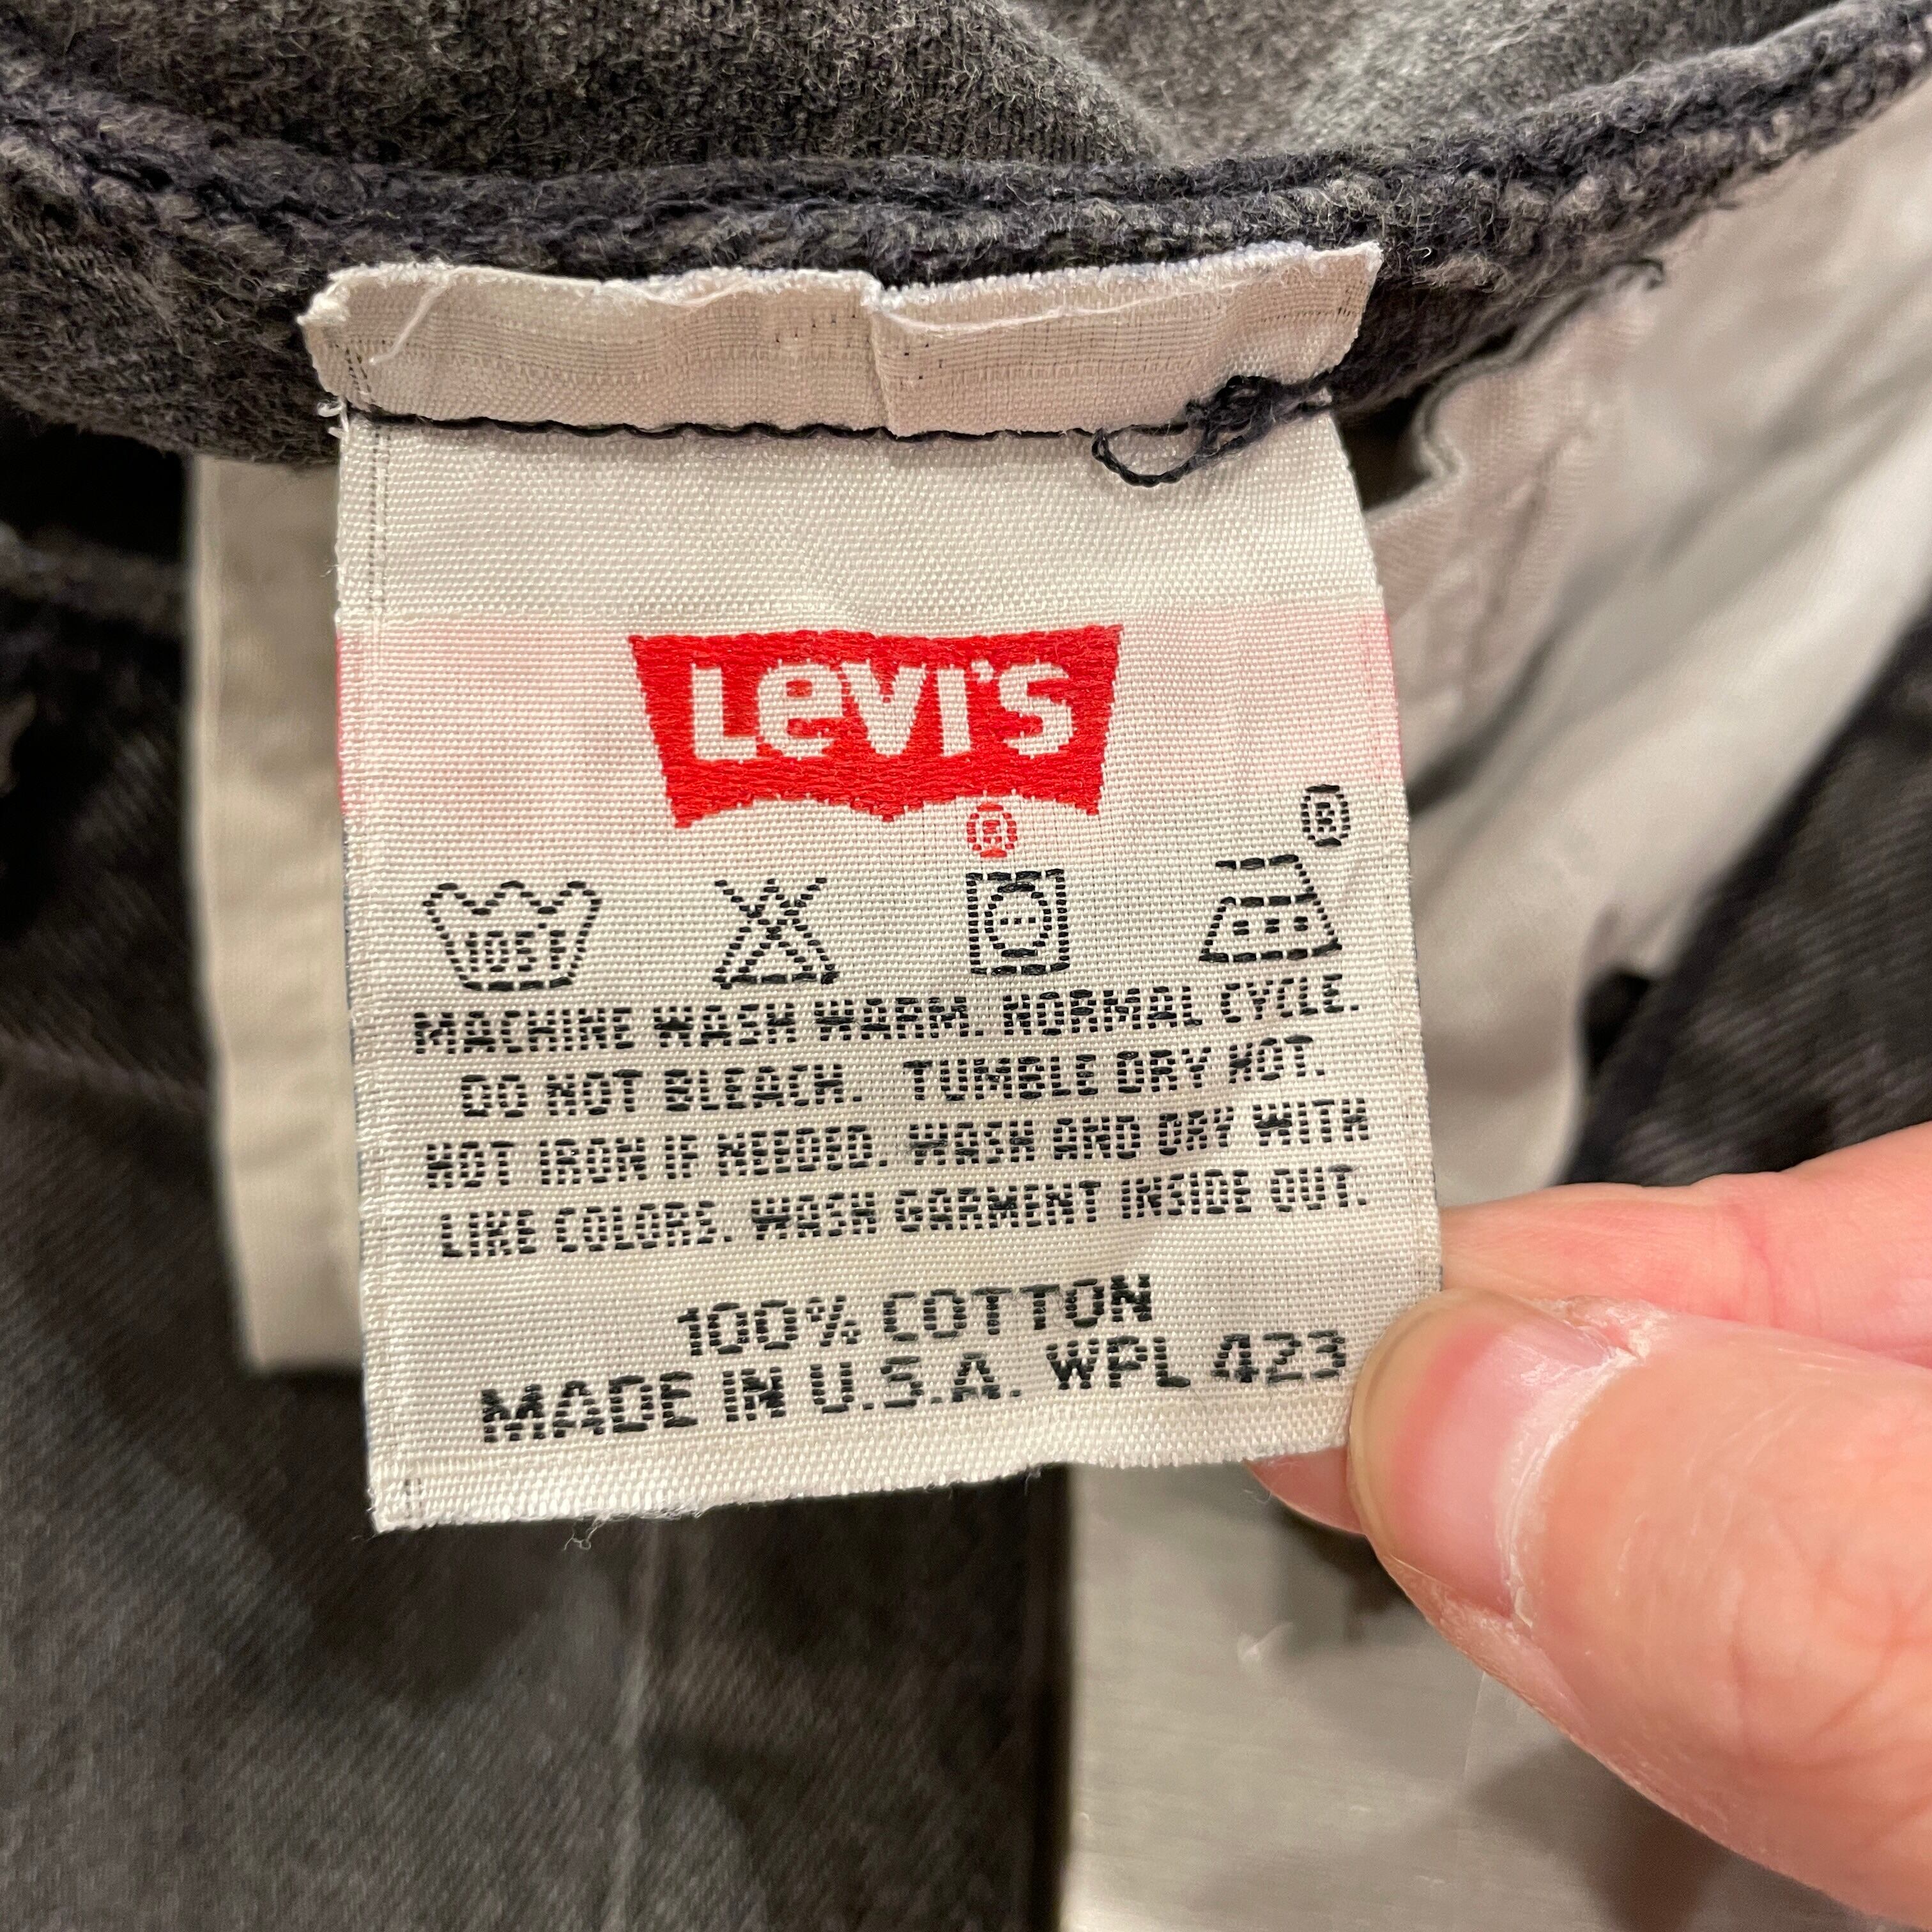 Levi's
®
®
105F
MACHINE WASH WARM. NORMAL CYCLE.
DO NOT BLEACH. TUMBLE DRY HOT.
HOT IRON IF NEEDED. WASH AND DRY WITH
LIKE COLORS. WASH GARMENT INSIDE OUT.
100% COTTON
MADE IN U.S.A. WPL 423